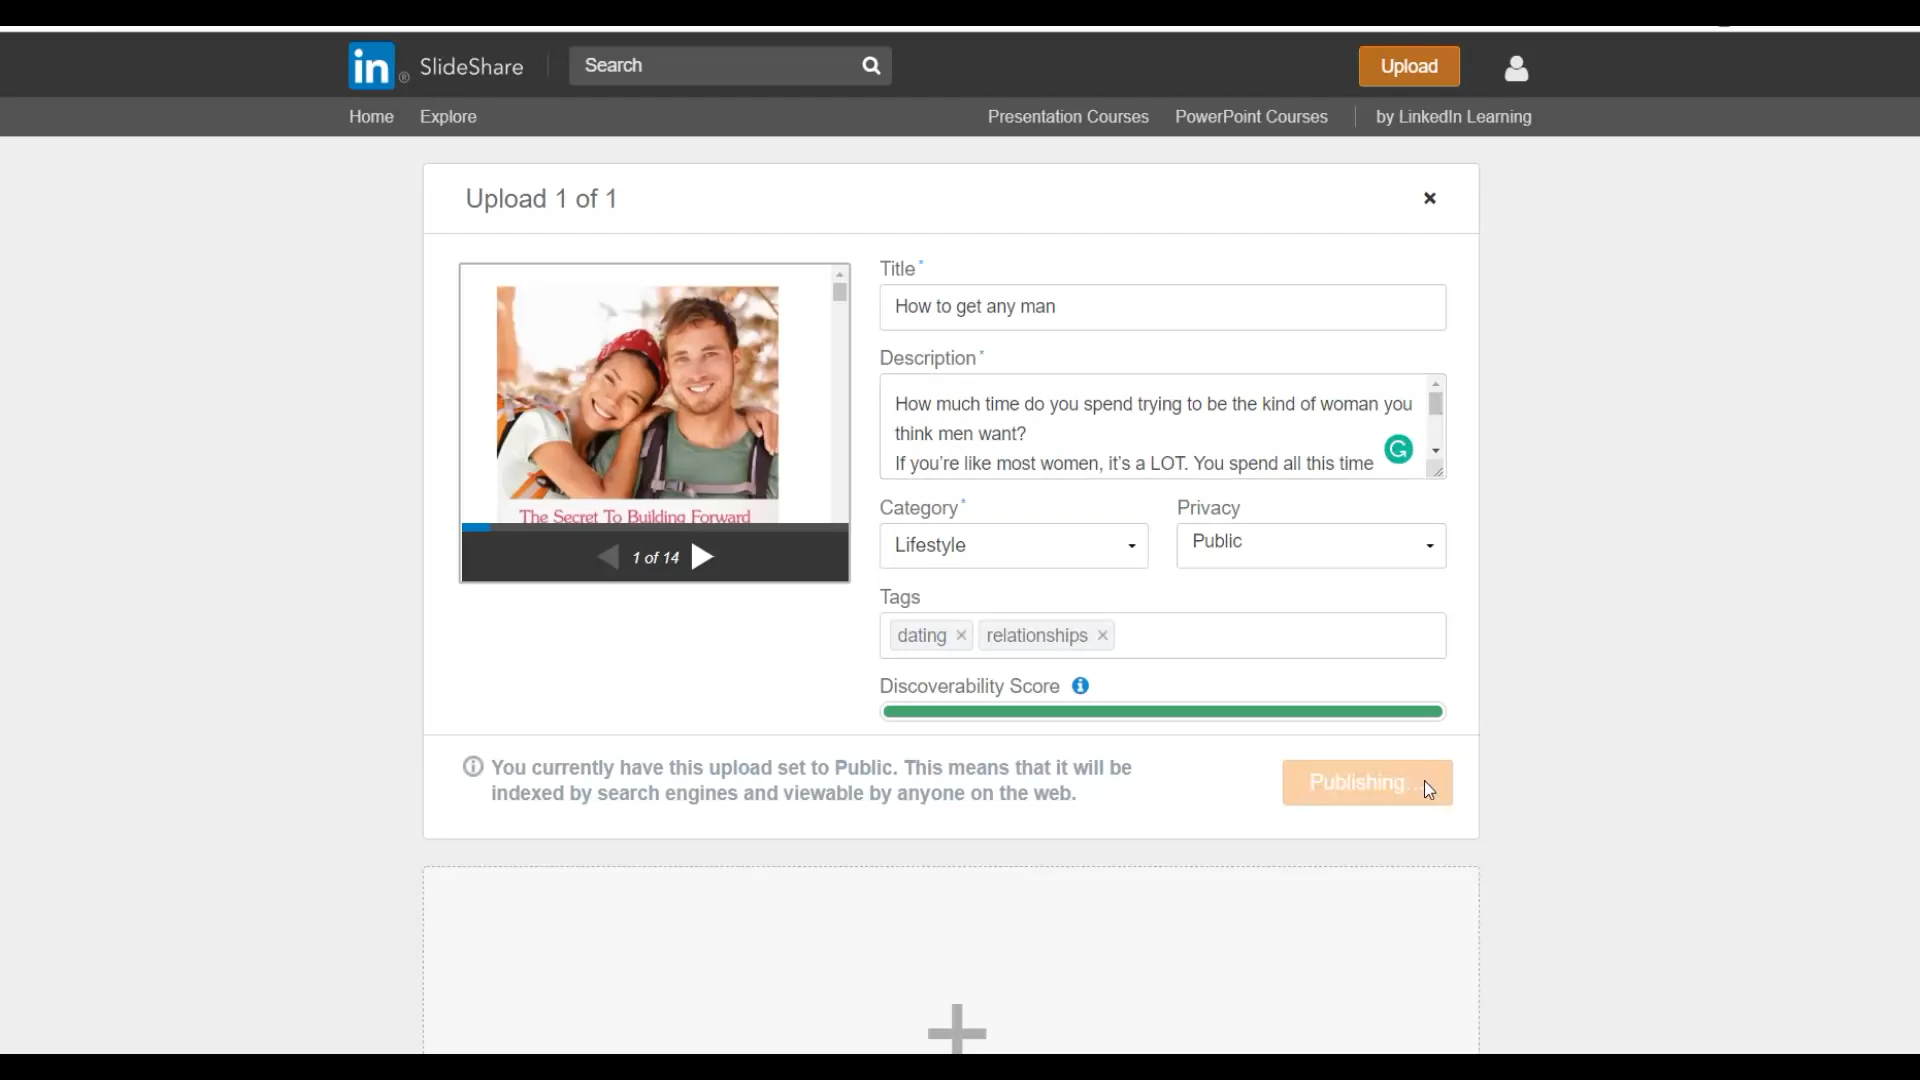 in ® SlideShare Search Upload
Home Explore Presentation Courses PowerPoint Courses by LinkedIn Learning
Upload 1 of 1 ×
Title*
How to get any man
Description*
How much time do you spend trying to be the kind of woman you
think men want?
If you’re like most women, it’s a LOT. You spend all this time
The Secret To Building Forward
1 of 14
Category* Privacy
Lifestyle Public
Tags
dating × relationships ×
Discoverability Score
You currently have this upload set to Public. This means that it will be
indexed by search engines and viewable by anyone on the web.
Publishing...